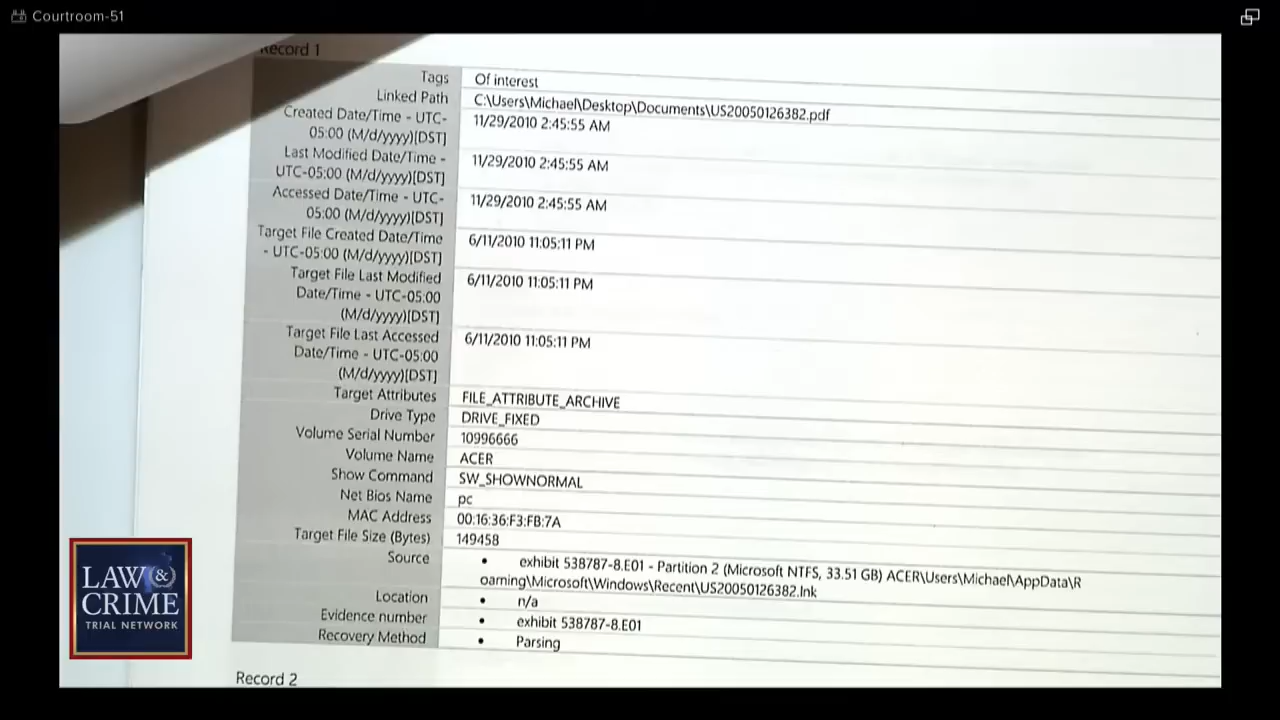 Courtroom-51
Record 1
Tags Of interest
Linked Path C:\Users\Michael\Desktop\Documents\US20050126382.pdf
Created Date/Time - UTC- 11/29/2010 2:45:55 AM
05:00 (M/d/yyyy)[DST]
Last Modified Date/Time - 11/29/2010 2:45:55 AM
UTC-05:00 (M/d/yyyy)[DST]
Accessed Date/Time - UTC- 11/29/2010 2:45:55 AM
05:00 (M/d/yyyy)[DST]
Target File Created Date/Time 6/11/2010 11:05:11 PM
- UTC-05:00 (M/d/yyyy)[DST]
Target File Last Modified 6/11/2010 11:05:11 PM
Date/Time - UTC-05:00
(M/d/yyyy)[DST]
Target File Last Accessed 6/11/2010 11:05:11 PM
Date/Time - UTC-05:00
(M/d/yyyy)[DST]
Target Attributes FILE_ATTRIBUTE_ARCHIVE
Drive Type DRIVE_FIXED
Volume Serial Number 10996666
Volume Name ACER
Show Command SW_SHOWNORMAL
Net Bios Name pc
MAC Address 00:16:36:F3:FB:7A
Target File Size (Bytes) 149458
Source • exhibit 538787-8.E01 - Partition 2 (Microsoft NTFS, 33.51 GB) ACER\Users\Michael\AppData\R
oaming\Microsoft\Windows\Recent\US20050126382.lnk
Location • n/a
Evidence number • exhibit 538787-8.E01
Recovery Method • Parsing
Record 2
LAW &
CRIME
TRIAL NETWORK